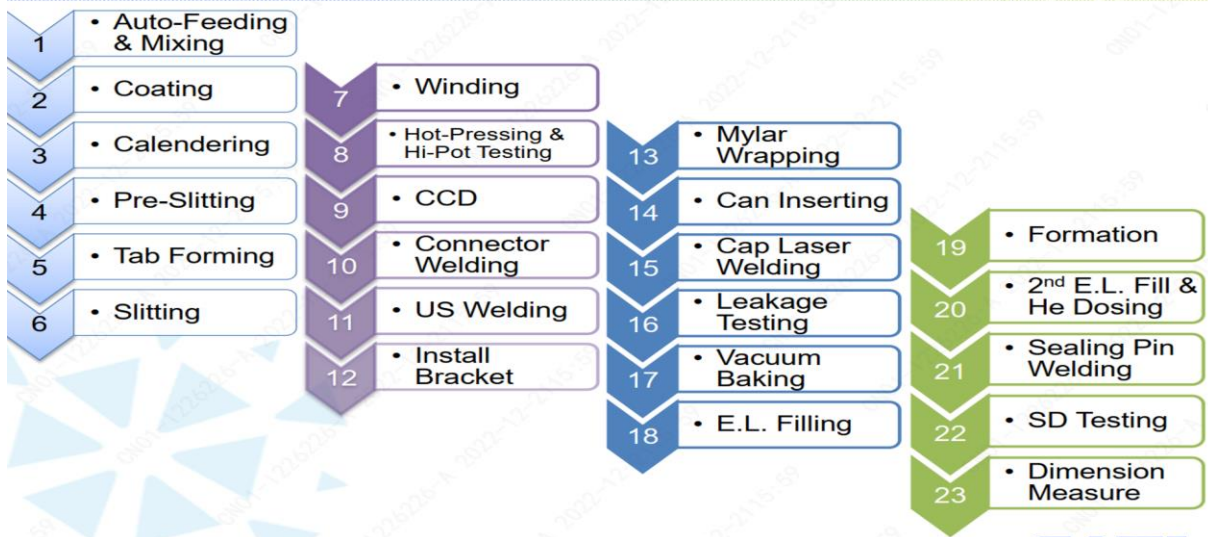 1
• Auto-Feeding
& Mixing
2
• Coating
3
• Calendering
4
• Pre-Slitting
5
• Tab Forming
6
• Slitting
7
• Winding
8
• Hot-Pressing &
Hi-Pot Testing
9
• CCD
10
• Connector
Welding
11
• US Welding
12
• Install
Bracket
13
• Mylar
Wrapping
14
• Can Inserting
15
• Cap Laser
Welding
16
• Leakage
Testing
17
• Vacuum
Baking
18
• E.L. Filling
19
• Formation
20
• 2nd E.L. Fill &
He Dosing
21
• Sealing Pin
Welding
22
• SD Testing
23
• Dimension
Measure